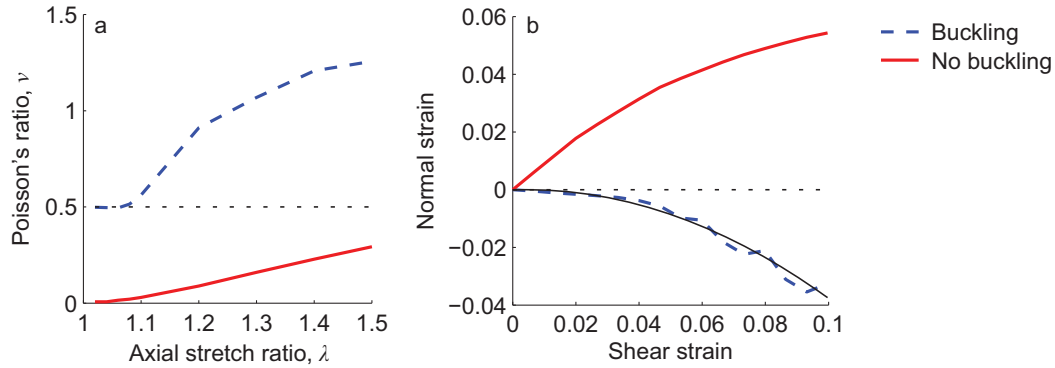 a
1.5
1
0.5
0
Poisson's ratio, ν
1
1.1
1.2
1.3
1.4
1.5
Axial stretch ratio, λ
b
0.06
0.04
0.02
0
−0.02
−0.04
Normal strain
0
0.02
0.04
0.06
0.08
0.1
Shear strain
Buckling
No buckling